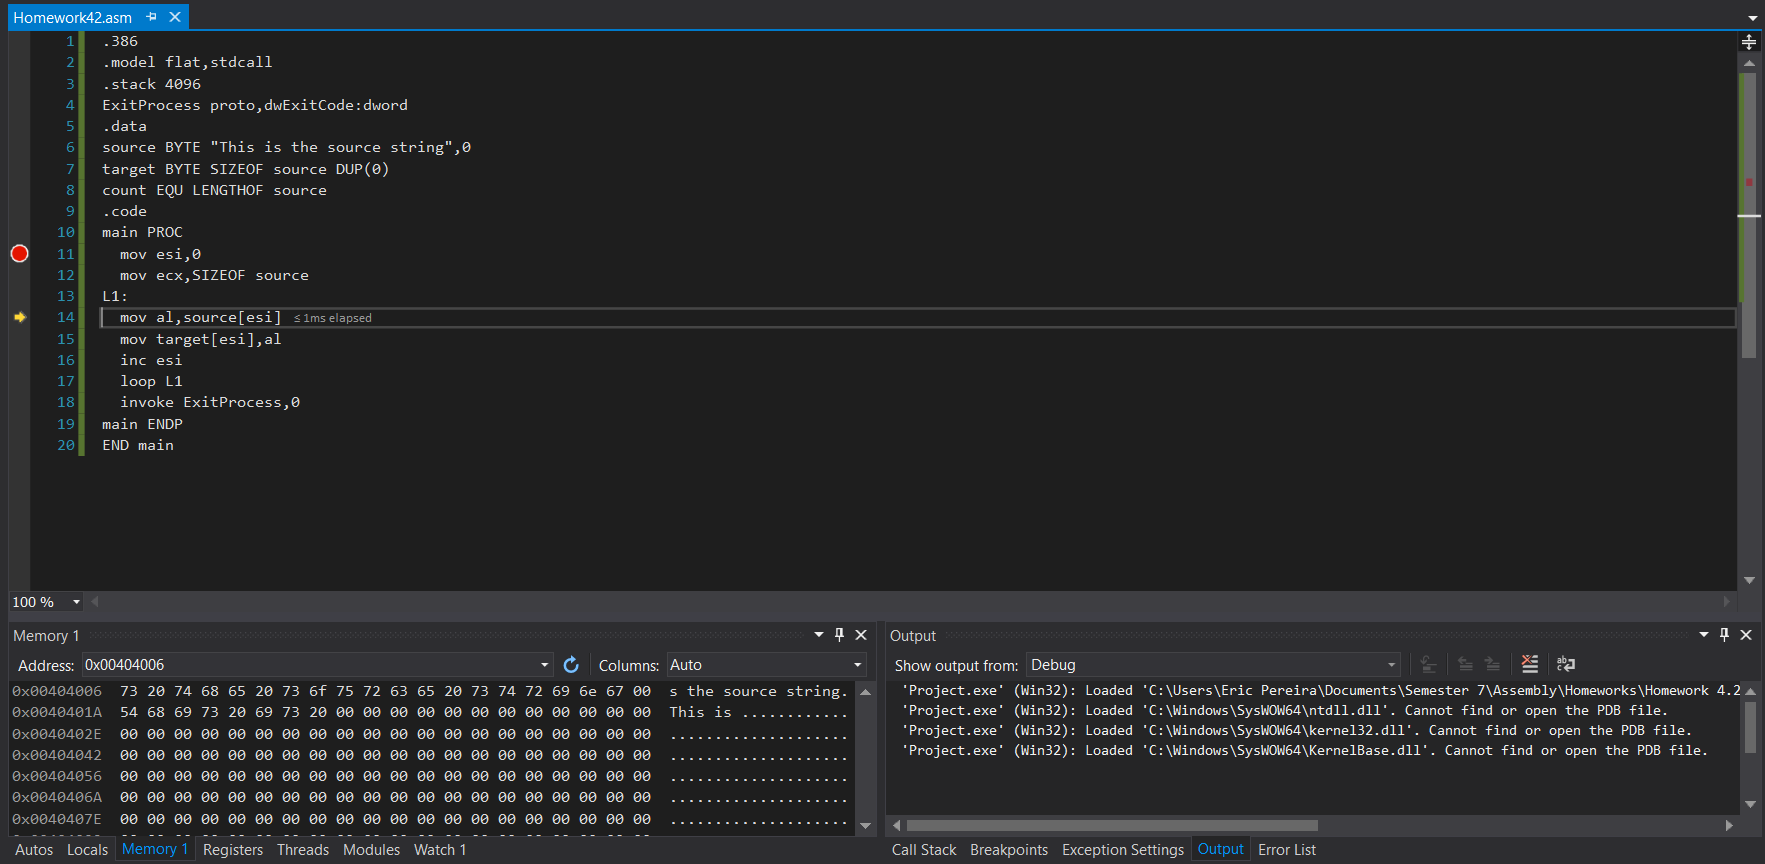 Homework42.asm
1 .386
2 .model flat,stdcall
3 .stack 4096
4 ExitProcess proto,dwExitCode:dword
5 .data
6 source BYTE "This is the source string",0
7 target BYTE SIZEOF source DUP(0)
8 count EQU LENGTHOF source
9 .code
10 main PROC
11 mov esi,0
12 mov ecx,SIZEOF source
13 L1:
14 mov al,source[esi] ≤ 1ms elapsed
15 mov target[esi],al
16 inc esi
17 loop L1
18 invoke ExitProcess,0
19 main ENDP
20 END main
100 %
Memory 1
Address: 0x00404006 Columns: Auto
0x00404006 73 20 74 68 65 20 73 6f 75 72 63 65 20 73 74 72 69 6e 67 00 s the source string.
0x0040401A 54 68 69 73 20 69 73 20 00 00 00 00 00 00 00 00 00 00 00 00 This is ............
0x0040402E 00 00 00 00 00 00 00 00 00 00 00 00 00 00 00 00 00 00 00 00 ....................
0x00404042 00 00 00 00 00 00 00 00 00 00 00 00 00 00 00 00 00 00 00 00 ....................
0x00404056 00 00 00 00 00 00 00 00 00 00 00 00 00 00 00 00 00 00 00 00 ....................
0x0040406A 00 00 00 00 00 00 00 00 00 00 00 00 00 00 00 00 00 00 00 00 ....................
0x0040407E 00 00 00 00 00 00 00 00 00 00 00 00 00 00 00 00 00 00 00 00 ....................
Autos Locals Memory 1 Registers Threads Modules Watch 1
Output
Show output from: Debug
'Project.exe' (Win32): Loaded 'C:\Users\Eric Pereira\Documents\Semester 7\Assembly\Homeworks\Homework 4.2
'Project.exe' (Win32): Loaded 'C:\Windows\SysWOW64\ntdll.dll'. Cannot find or open the PDB file.
'Project.exe' (Win32): Loaded 'C:\Windows\SysWOW64\kernel32.dll'. Cannot find or open the PDB file.
'Project.exe' (Win32): Loaded 'C:\Windows\SysWOW64\KernelBase.dll'. Cannot find or open the PDB file.
Call Stack Breakpoints Exception Settings Output Error List